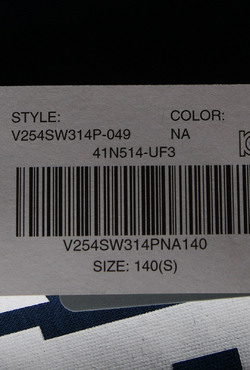 STYLE: COLOR:
V254SW314P-049 NA
41N514-UF3
V254SW314PNA140
SIZE: 140(S)